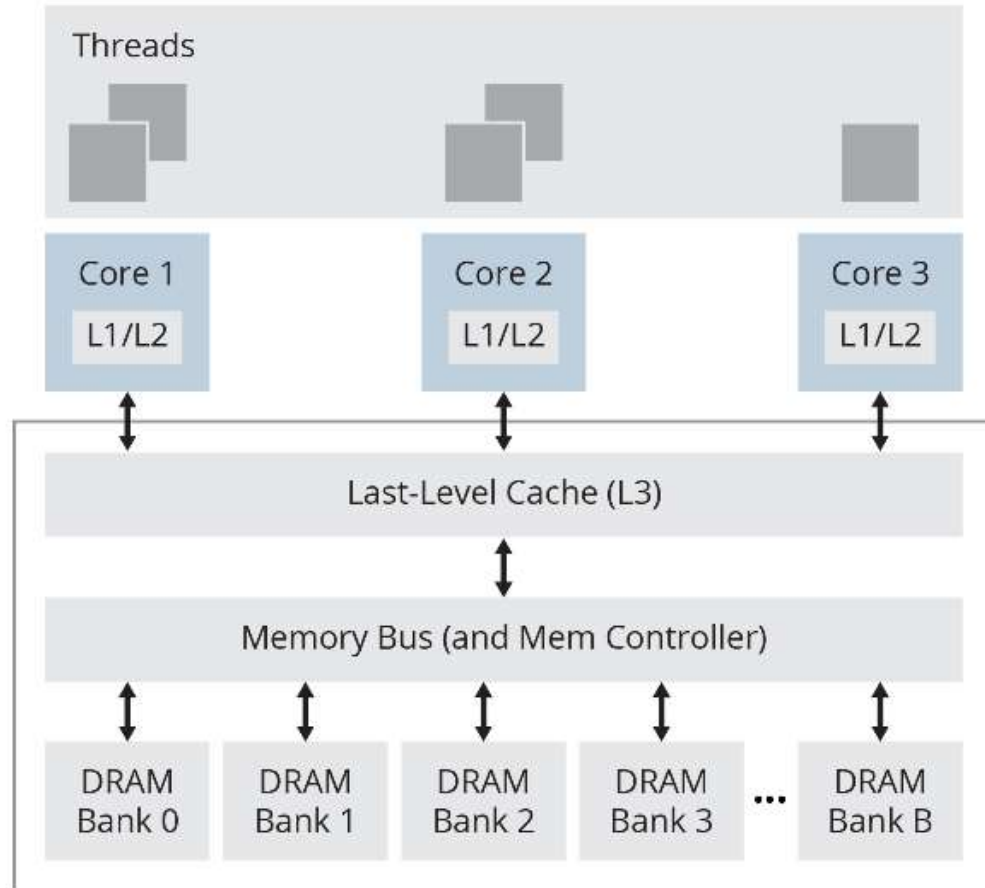 Threads
Core 1
L1/L2
Core 2
L1/L2
Core 3
L1/L2
Last-Level Cache (L3)
Memory Bus (and Mem Controller)
DRAM
Bank 0
DRAM
Bank 1
DRAM
Bank 2
DRAM
Bank 3
...
DRAM
Bank B